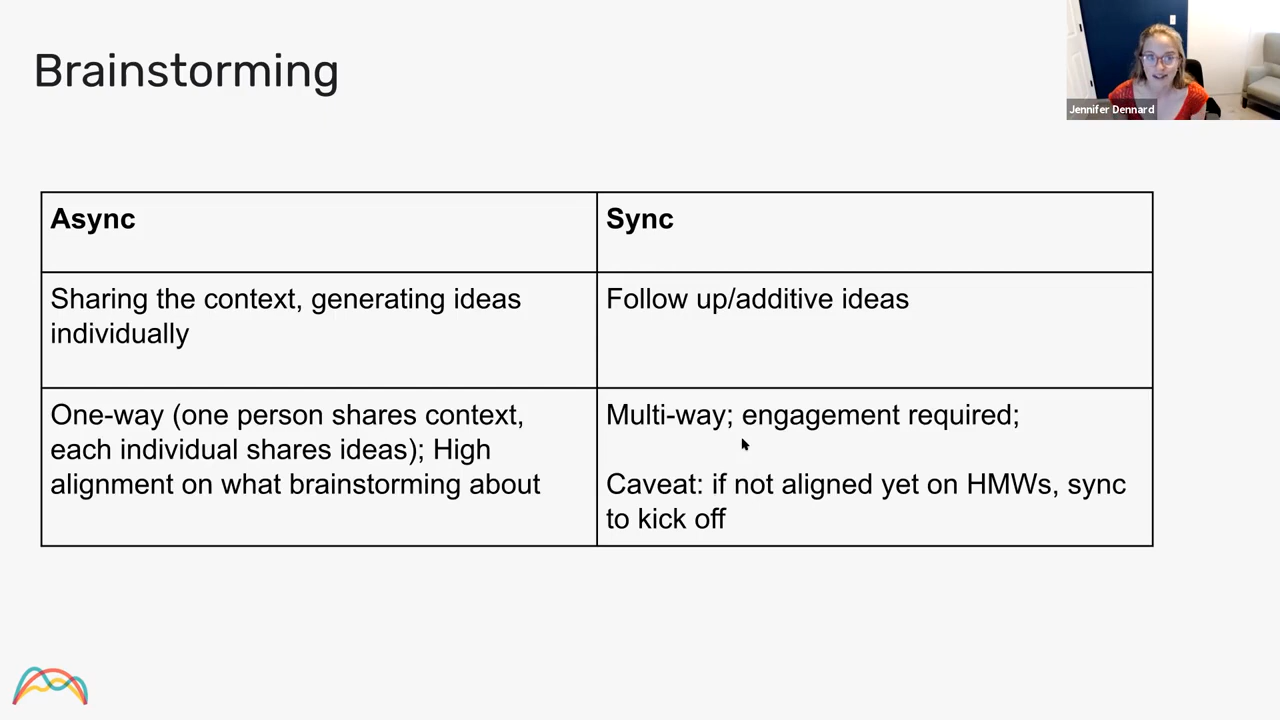 Brainstorming
Jennifer Dennard
Async
Sync
Sharing the context, generating ideas
individually
Follow up/additive ideas
One-way (one person shares context,
each individual shares ideas); High
alignment on what brainstorming about
Multi-way; engagement required;
Caveat: if not aligned yet on HMWs, sync
to kick off